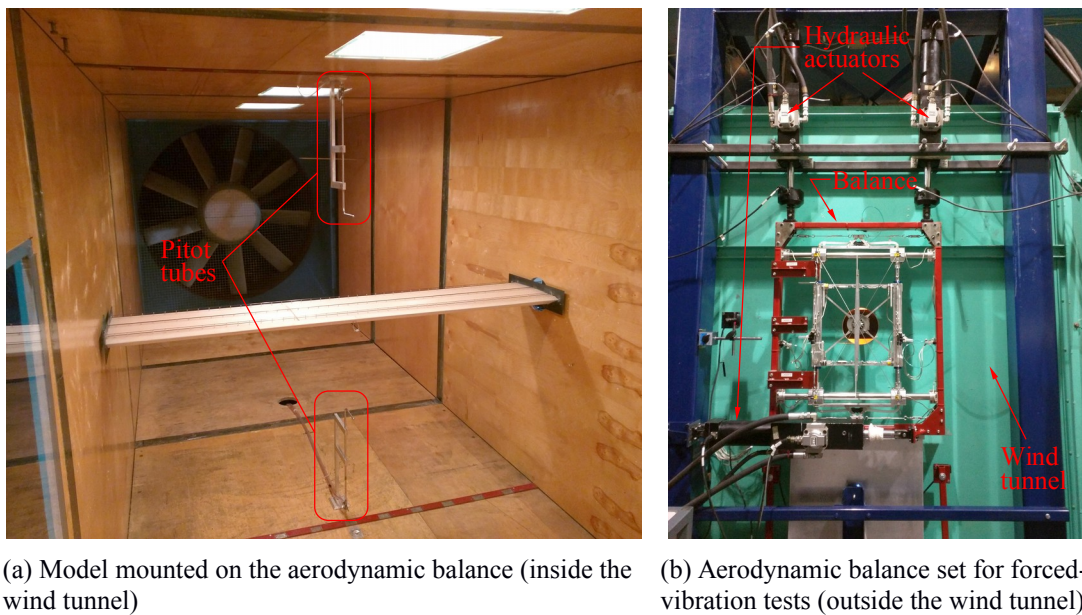 Pitot
tubes
Hydraulic
actuators
Balance
Wind
tunnel
(a) Model mounted on the aerodynamic balance (inside the
wind tunnel)
(b) Aerodynamic balance set for forced-
vibration tests (outside the wind tunnel)